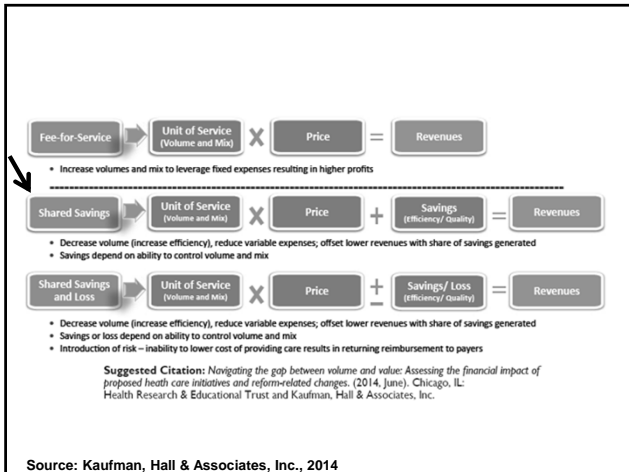 Fee-for-Service Unit of Service (Volume and Mix) X Price = Revenues
• Increase volumes and mix to leverage fixed expenses resulting in higher profits
Shared Savings Unit of Service (Volume and Mix) X Price + Savings (Efficiency/ Quality) = Revenues
• Decrease volume (increase efficiency), reduce variable expenses; offset lower revenues with share of savings generated
• Savings depend on ability to control volume and mix
Shared Savings and Loss Unit of Service (Volume and Mix) X Price + − Savings/ Loss (Efficiency/ Quality) = Revenues
• Decrease volume (increase efficiency), reduce variable expenses; offset lower revenues with share of savings generated
• Savings or loss depend on ability to control volume and mix
• Introduction of risk – inability to lower cost of providing care results in returning reimbursement to payers
Suggested Citation: Navigating the gap between volume and value: Assessing the financial impact of
proposed heath care initiatives and reform-related changes. (2014, June). Chicago, IL:
Health Research & Educational Trust and Kaufman, Hall & Associates, Inc.
Source: Kaufman, Hall & Associates, Inc., 2014